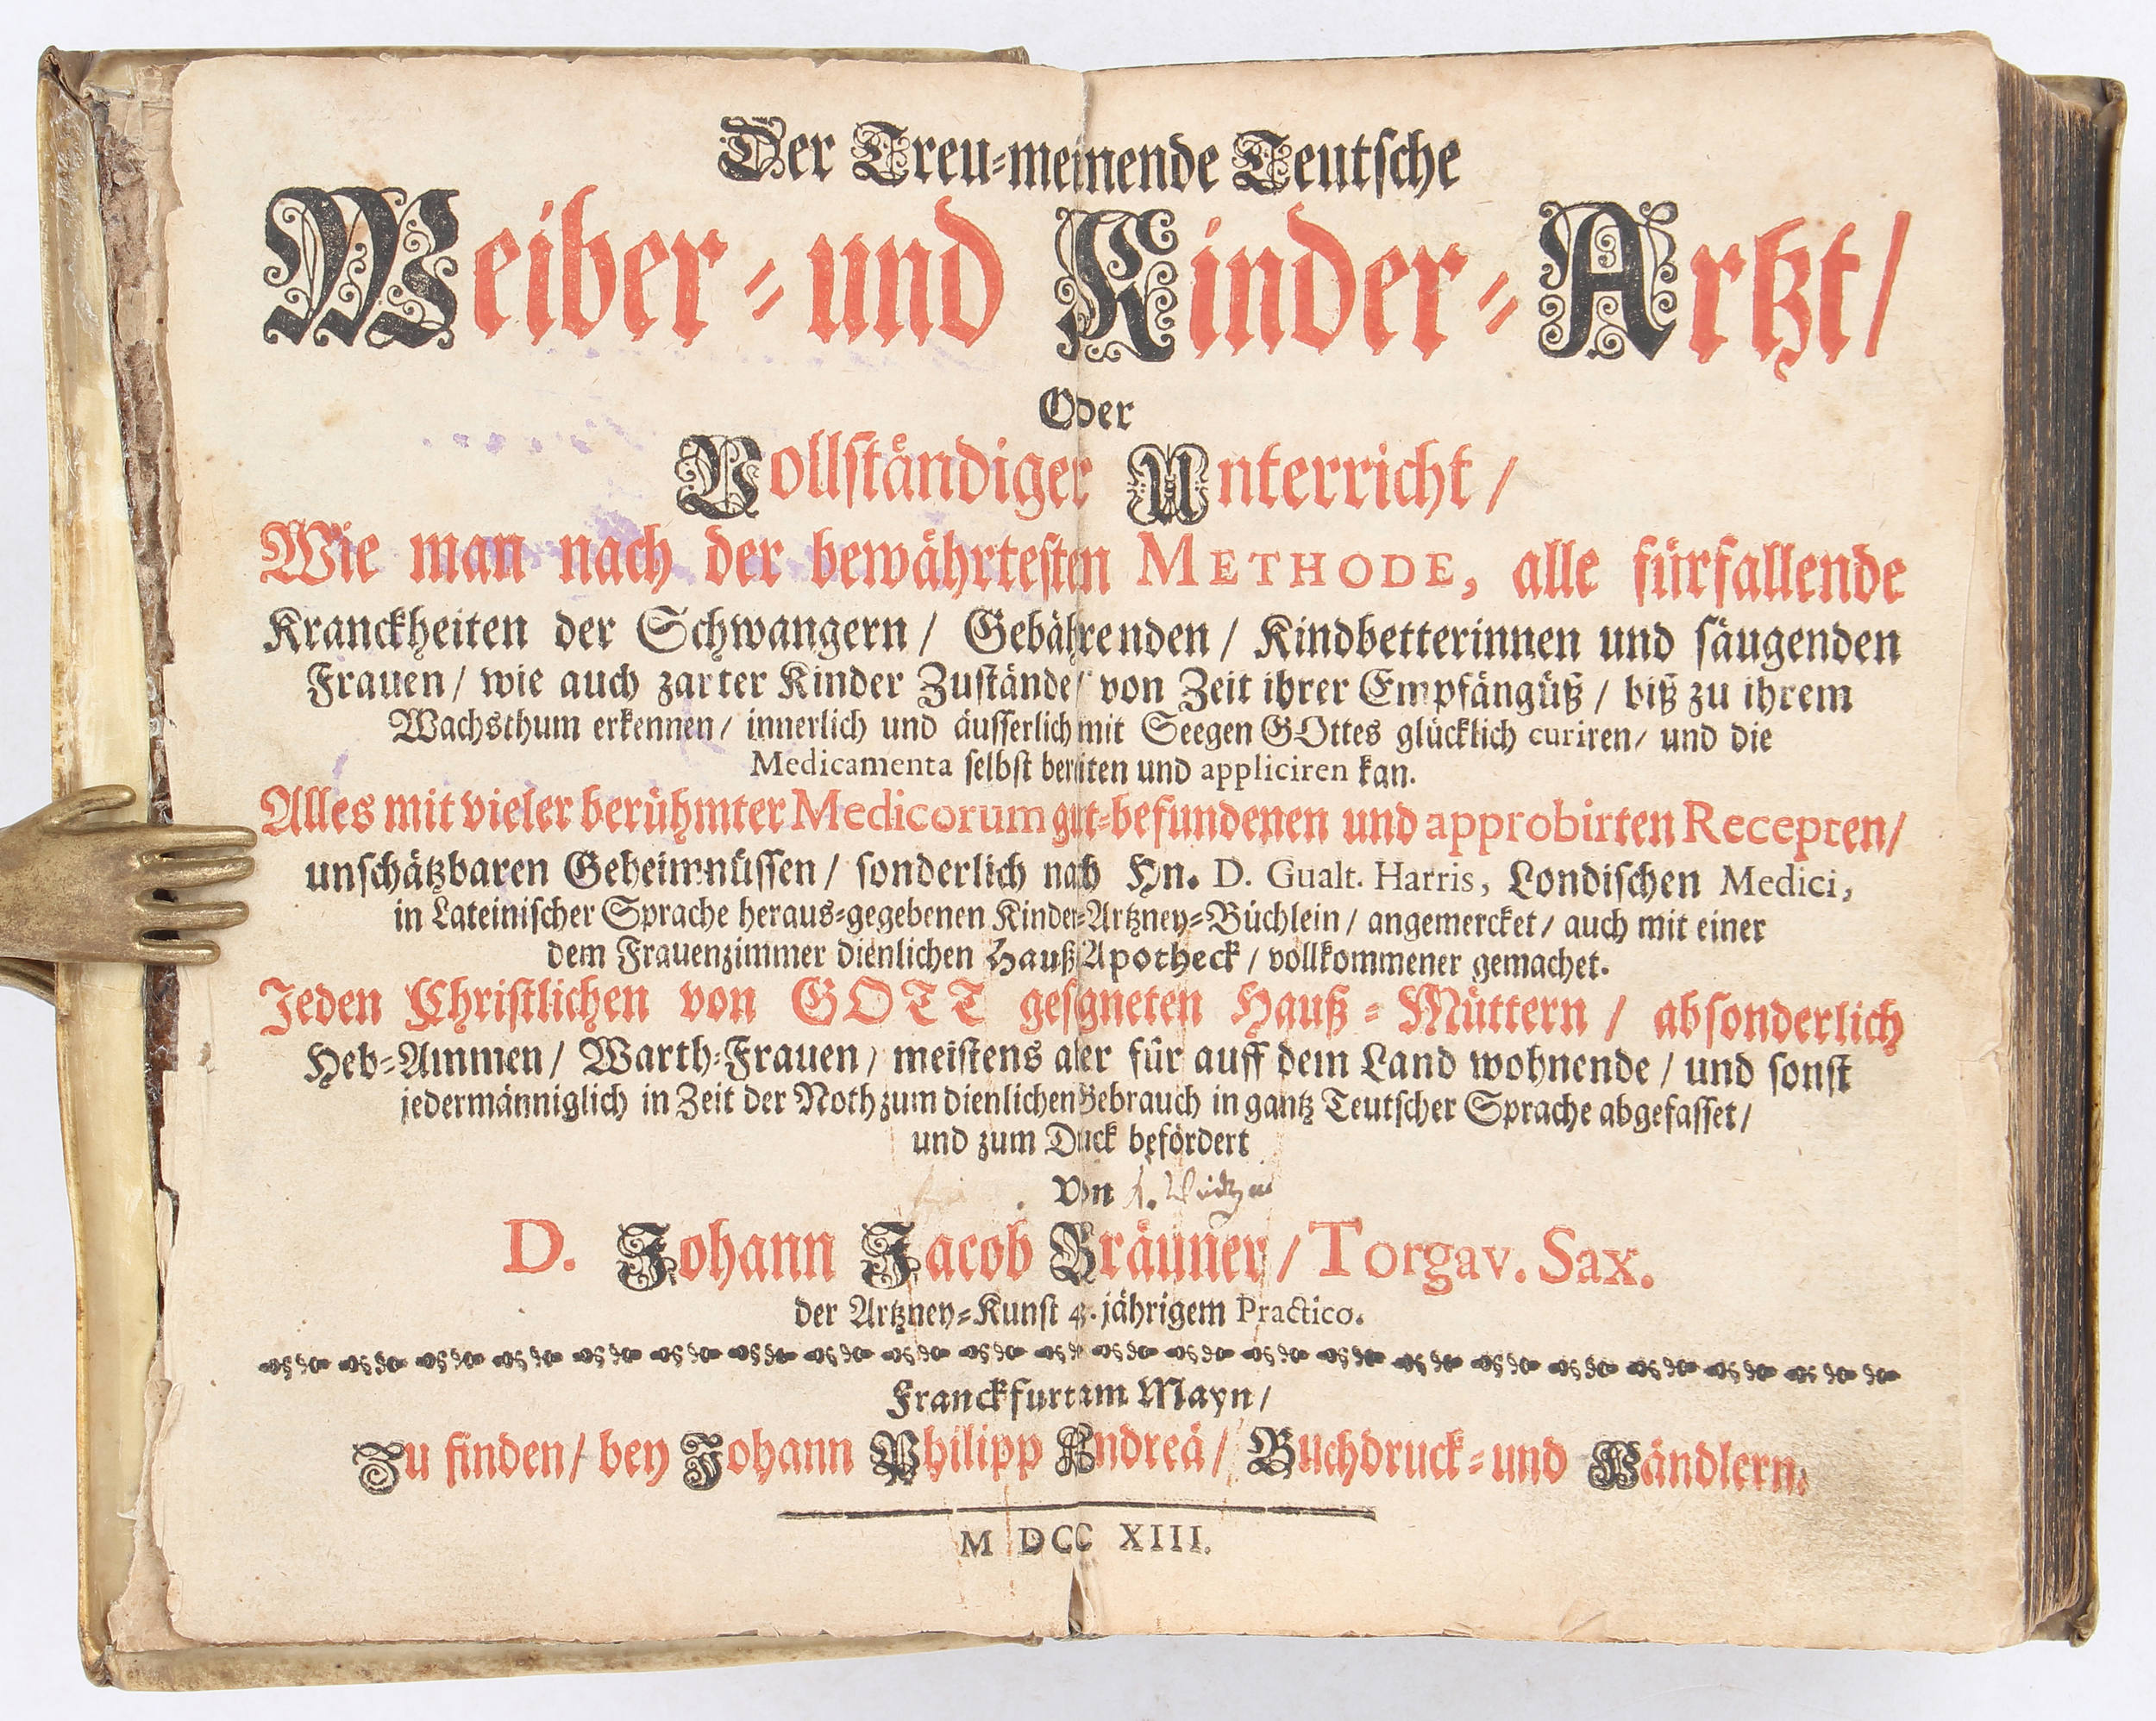 Der Treu-meinende Teutsche
Weiber- und Kinder-Artzt/
Oder
Vollständiger Unterricht/
Wie man nach der bewährtesten METHODE, alle fürfallende
Kranckheiten der Schwangern/ Gebährenden/ Kindbetterinnen und säugenden
Frauen/ wie auch zarter Kinder Zustände/ von Zeit ihrer Empfängüß/ biß zu ihrem
Wachsthum erkennen/ innerlich und äusserlich mit Seegen GOttes glücklich curiren/ und die
Medicamenta selbst bereiten und appliciren kan.
Alles mit vieler berühmter Medicorum gut-befundenen und approbirten Recepten/
unschätzbaren Geheimnüssen/ sonderlich nach Hn. D. Gualt. Harris, Londischen Medici,
in Lateinischer Sprache heraus-gegebenen Kinder-Artzney-Büchlein/ angemercket/ auch mit einer
dem Frauenzimmer dienlichen Hauß-Apotheck/ vollkommener gemachet.
Jeden Christlichen von GOTT gesegneten Hauß-Müttern/ absonderlich
Heb-Ammen/ Warth-Frauen/ meistens aber für auff dem Land wohnende/ und sonst
jedermänniglich in Zeit der Noth zum dienlichen Gebrauch in gantz Teutscher Sprache abgefasset/
und zum Druck befördert
Von
D. Johann Jacob Bräuner/ Torgav. Sax.
der Artzney-Kunst jährigem Practico.
Franckfurt am Mayn/
Zu finden/ bey Johann Philipp Andreä/ Buchdruck- und Händlern.
M DCC XIII.